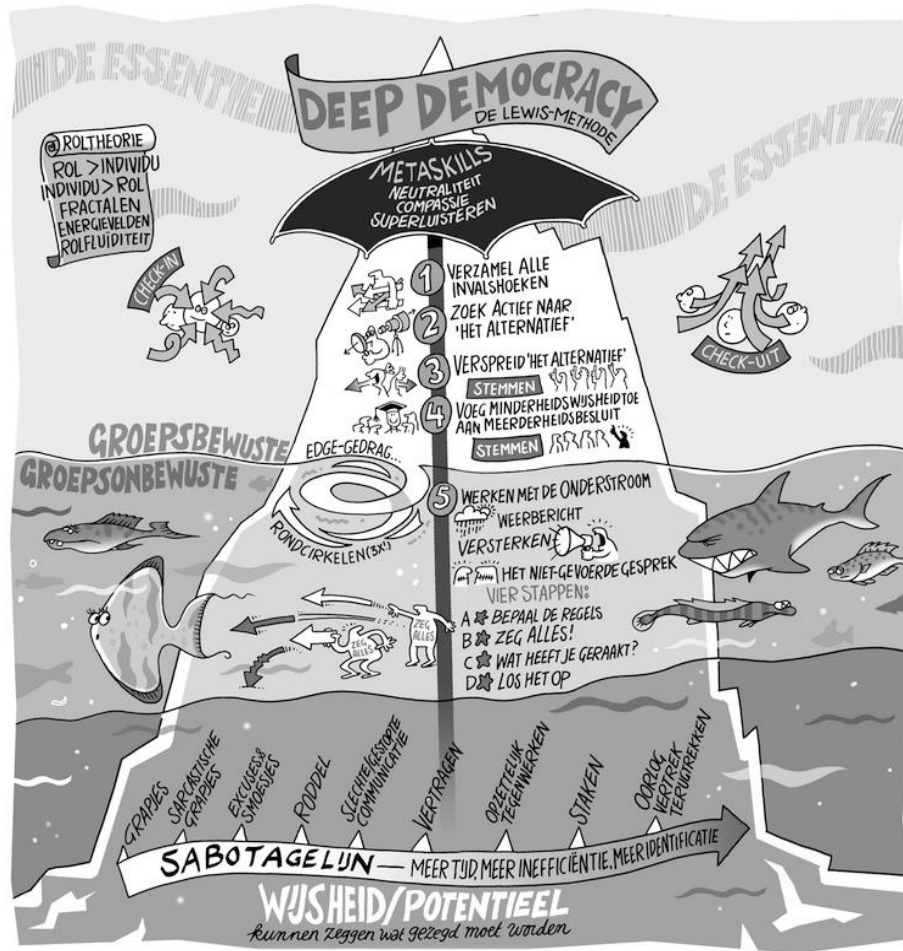 DE ESSENTIE
DEEP DEMOCRACY
DE LEWIS-METHODE
DE ESSENTIE
@ ROLTHEORIE
ROL > INDIVIDU
INDIVIDU > ROL
FRACTALEN
ENERGIEVELDEN
ROLFLUÏDITEIT
METASKILLS
NEUTRALITEIT
COMPASSIE
SUPERLUISTEREN
CHECK-IN
CHECK-UIT
1 VERZAMEL ALLE
INVALSHOEKEN
2 ZOEK ACTIEF NAAR
'HET ALTERNATIEF'
3 VERSPREID 'HET ALTERNATIEF'
STEMMEN
4 VOEG MINDERHEIDSWIJSHEID TOE
AAN MEERDERHEIDSBESLUIT
STEMMEN
GROEPSBEWUSTE
GROEPSONBEWUSTE
EDGE-GEDRAG...
RONDCIRKELEN (3X!)
5 WERKEN MET DE ONDERSTROOM
WEERBERICHT
VERSTERKEN
HET NIET-GEVOERDE GESPREK
VIER STAPPEN:
A BEPAAL DE REGELS
B ZEG ALLES!
C WAT HEEFT JE GERAAKT?
D LOS HET OP
ZEG
ALLES
ZEG
ALLES
GRAPJES
SARCASTISCHE
GRAPJES
EXCUSES &
SMOESJES
RODDEL
SLECHTE/GESTOPTE
COMMUNICATIE
VERTRAGEN
OPZETTELIJK
TEGENWERKEN
STAKEN
OORLOG
VERTREK
TERUGTREKKEN
SABOTAGELIJN — MEER TIJD, MEER INEFFICIËNTIE, MEER IDENTIFICATIE
WIJSHEID/POTENTIEEL
kunnen zeggen wat gezegd moet worden